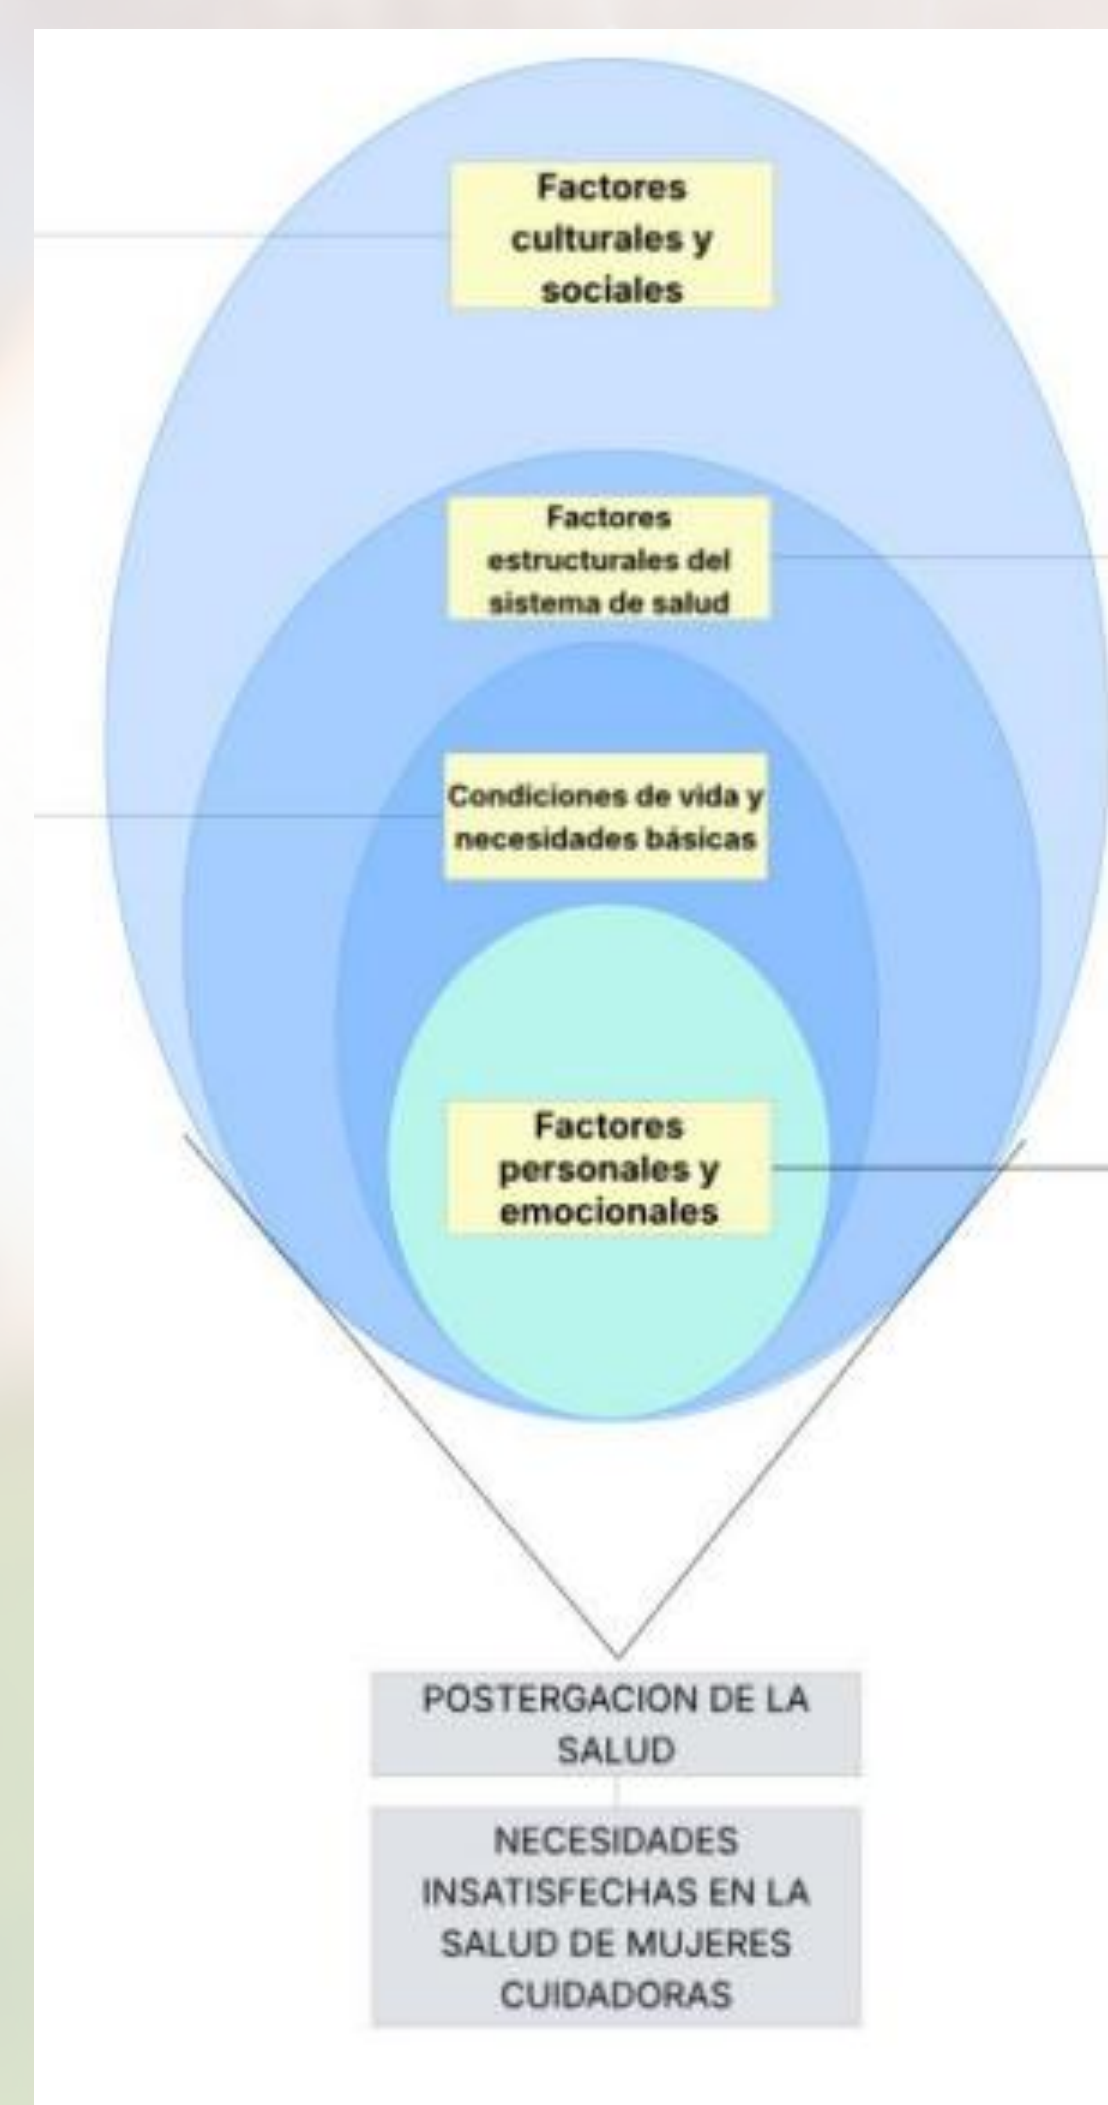 Factores
culturales y
sociales
Factores
estructurales del
sistema de salud
Condiciones de vida y
necesidades básicas
Factores
personales y
emocionales
POSTERGACION DE LA
SALUD
NECESIDADES
INSATISFECHAS EN LA
SALUD DE MUJERES
CUIDADORAS